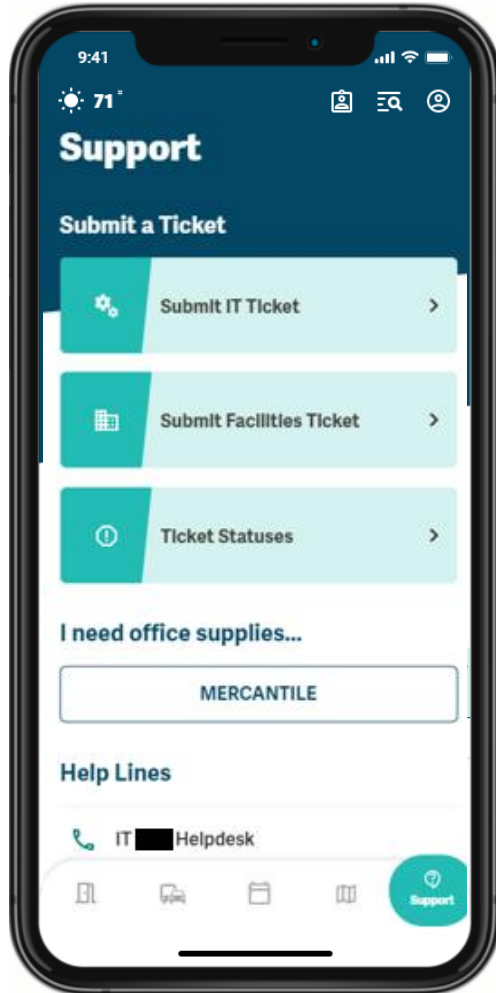 9:41
71°
Support
Submit a Ticket
Submit IT Ticket
Submit Facilities Ticket
Ticket Statuses
I need office supplies...
MERCANTILE
Help Lines
IT Helpdesk
Support